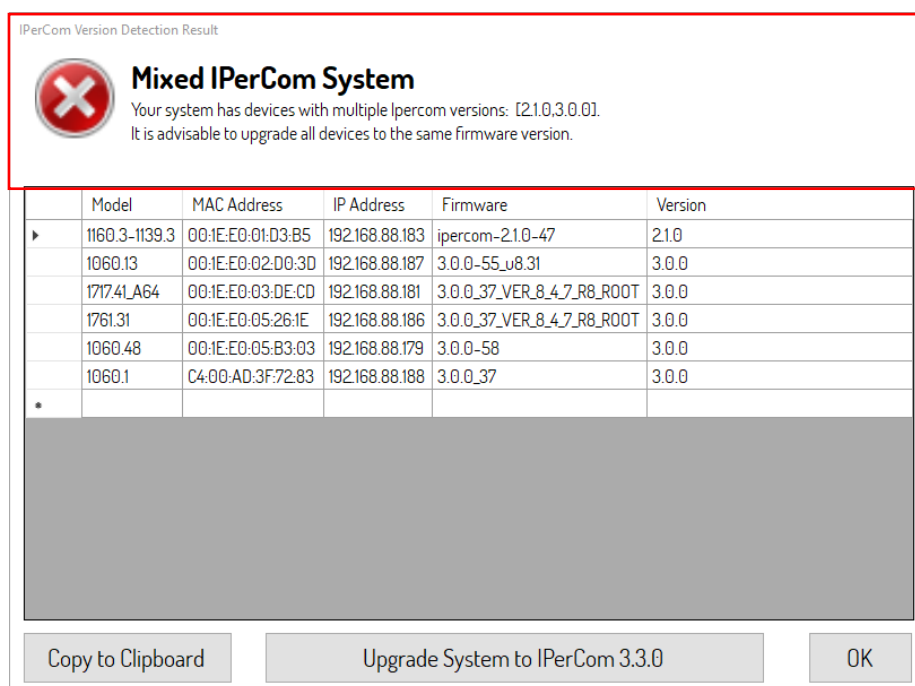 IPerCom Version Detection Result
Mixed IPerCom System
Your system has devices with multiple Ipercom versions: [2.1.0,3.0.0].
It is advisable to upgrade all devices to the same firmware version.
Model MAC Address IP Address Firmware Version
1160.3-1139.3 00:1E:E0:01:D3:B5 192.168.88.183 ipercom-2.1.0-47 2.1.0
1060.13 00:1E:E0:02:D0:3D 192.168.88.187 3.0.0-55_u8.31 3.0.0
1717.41_A64 00:1E:E0:03:DE:CD 192.168.88.181 3.0.0_37_VER_8_4_7_R8_ROOT 3.0.0
1761.31 00:1E:E0:05:26:1E 192.168.88.186 3.0.0_37_VER_8_4_7_R8_ROOT 3.0.0
1060.48 00:1E:E0:05:B3:03 192.168.88.179 3.0.0-58 3.0.0
1060.1 C4:00:AD:3F:72:83 192.168.88.188 3.0.0_37 3.0.0
Copy to Clipboard Upgrade System to IPerCom 3.3.0 OK